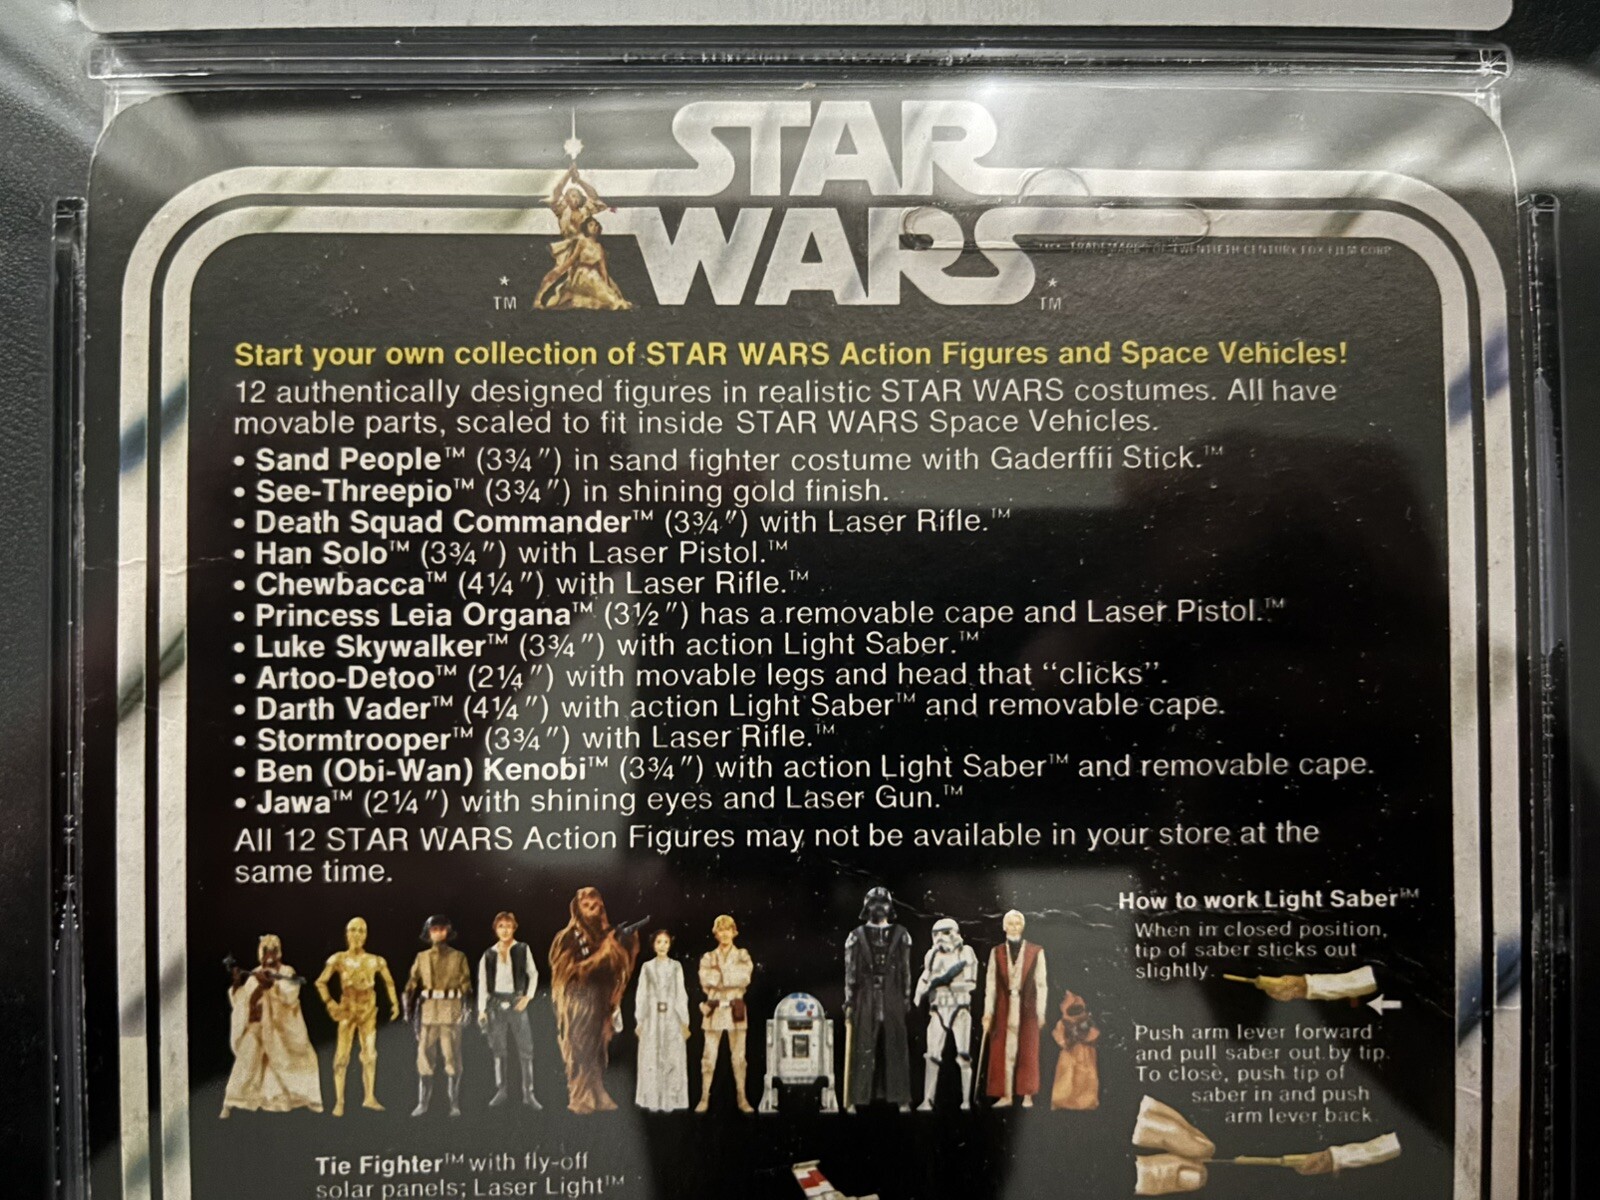 STAR
WARS
TM
TM
TRADEMARKS OF TWENTIETH CENTURY FOX FILM CORP.
Start your own collection of STAR WARS Action Figures and Space Vehicles!
12 authentically designed figures in realistic STAR WARS costumes. All have
movable parts, scaled to fit inside STAR WARS Space Vehicles.
• Sand People™ (3¾") in sand fighter costume with Gaderffii Stick.™
• See-Threepio™ (3¾") in shining gold finish.
• Death Squad Commander™ (3¾") with Laser Rifle.™
• Han Solo™ (3¾") with Laser Pistol.™
• Chewbacca™ (4¼") with Laser Rifle.™
• Princess Leia Organa™ (3½") has a removable cape and Laser Pistol.™
• Luke Skywalker™ (3¾") with action Light Saber.™
• Artoo-Detoo™ (2¼") with movable legs and head that “clicks”.
• Darth Vader™ (4¼") with action Light Saber™ and removable cape.
• Stormtrooper™ (3¾") with Laser Rifle.™
• Ben (Obi-Wan) Kenobi™ (3¾") with action Light Saber™ and removable cape.
• Jawa™ (2¼") with shining eyes and Laser Gun.™
All 12 STAR WARS Action Figures may not be available in your store at the
same time.
How to work Light Saber™
When in closed position,
tip of saber sticks out
slightly.
Push arm lever forward
and pull saber out by tip.
To close, push tip of
saber in and push
arm lever back.
Tie Fighter™ with fly-off
solar panels; Laser Light™